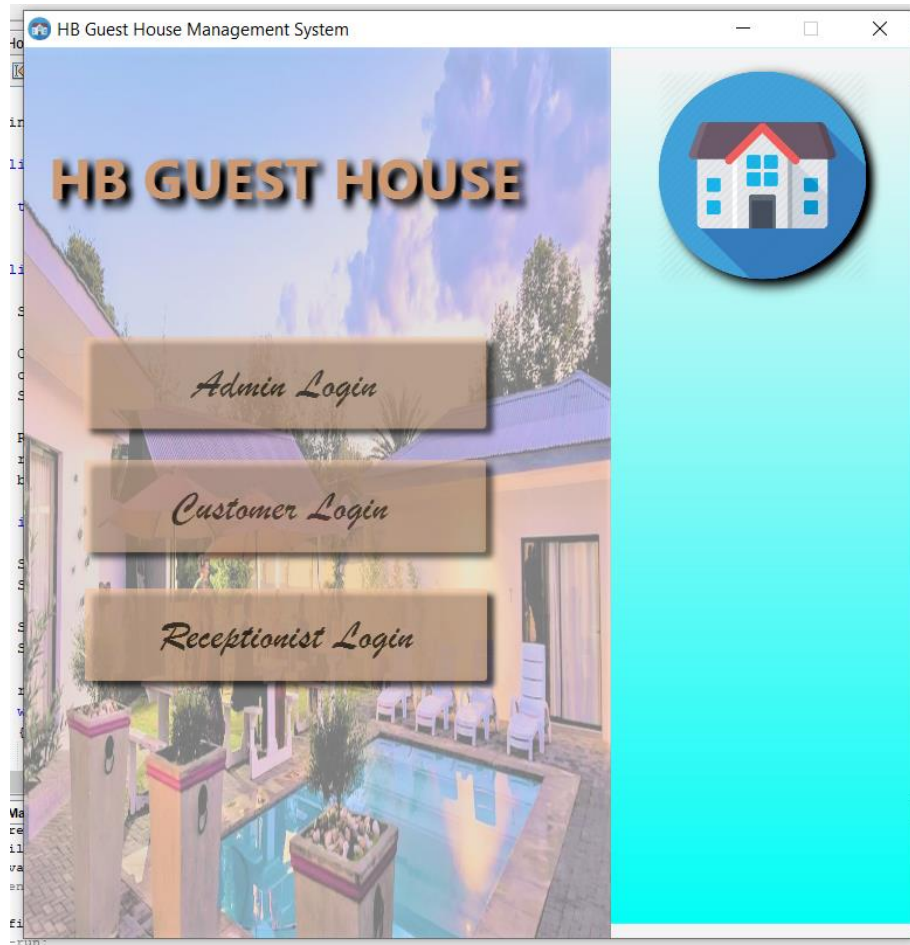 HB Guest House Management System
HB GUEST HOUSE
Admin Login
Customer Login
Receptionist Login